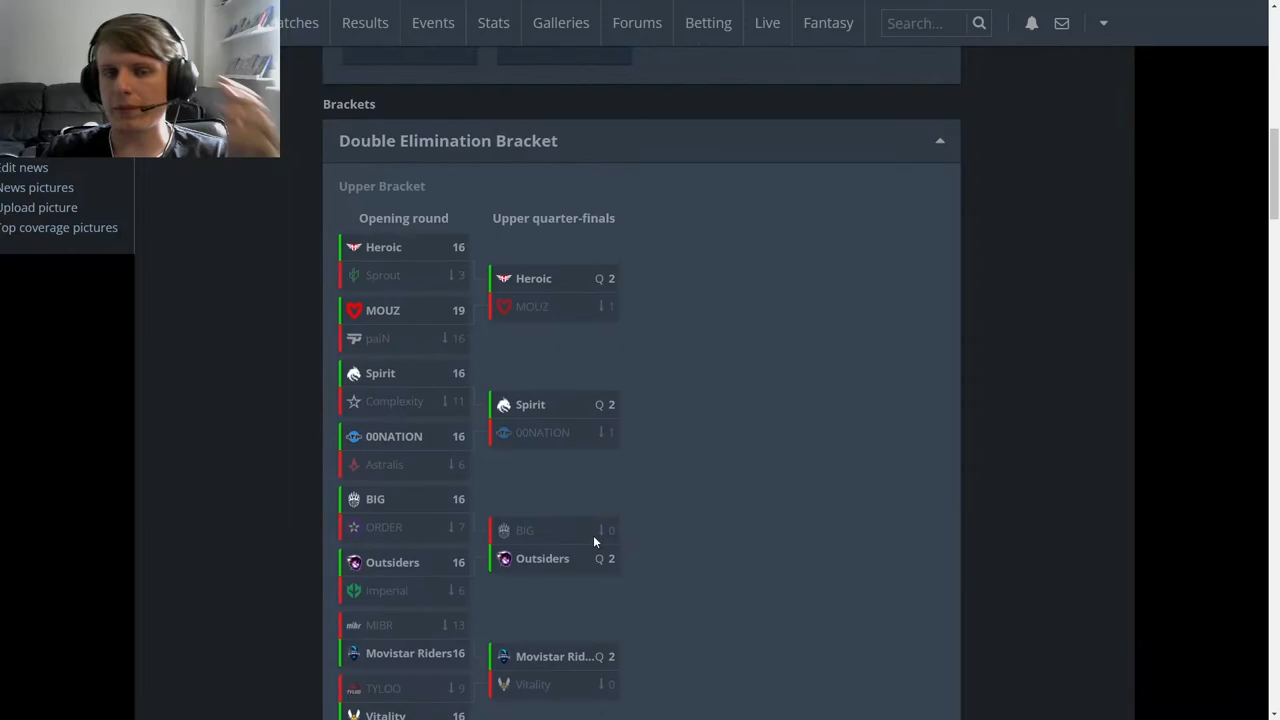 atches
Results
Events
Stats
Galleries
Forums
Betting
Live
Fantasy
Search...
Edit news
News pictures
Upload picture
Top coverage pictures
Brackets
Double Elimination Bracket
Upper Bracket
Opening round
Heroic 16
Sprout ↓ 3
MOUZ 19
paiN ↓ 16
Spirit 16
Complexity ↓ 11
00NATION 16
Astralis ↓ 6
BIG 16
ORDER ↓ 7
Outsiders 16
Imperial ↓ 6
MIBR ↓ 13
Movistar Riders16
TYLOO ↓ 9
Vitality 16
Upper quarter-finals
Heroic Q 2
MOUZ ↓ 1
Spirit Q 2
00NATION ↓ 1
BIG ↓ 0
Outsiders Q 2
Movistar Rid...Q 2
Vitality ↓ 0